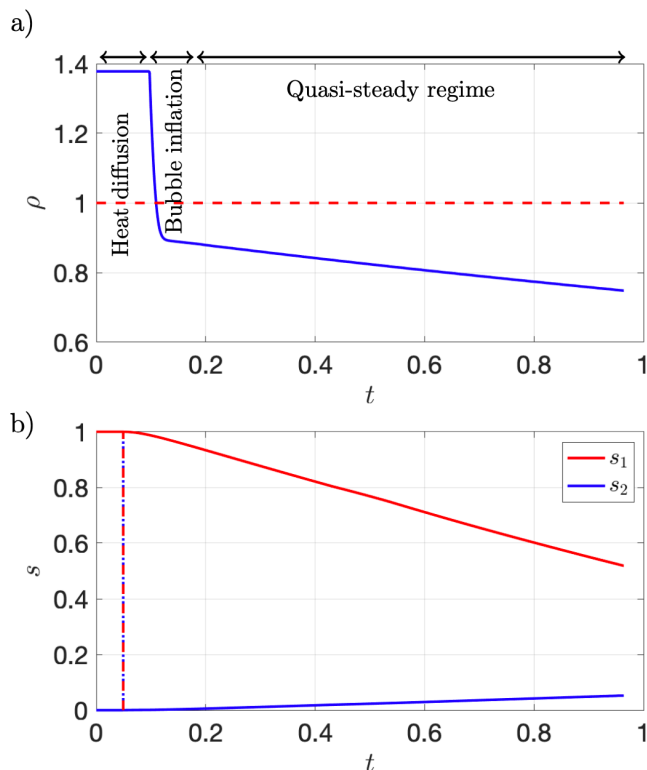 a)
1.4
1.2
1
0.8
0.6
ρ
Heat diffusion
Bubble inflation
Quasi-steady regime
0
0.2
0.4
0.6
0.8
1
t
b)
1
0.8
0.6
0.4
0.2
0
s
s₁
s₂
0
0.2
0.4
0.6
0.8
1
t